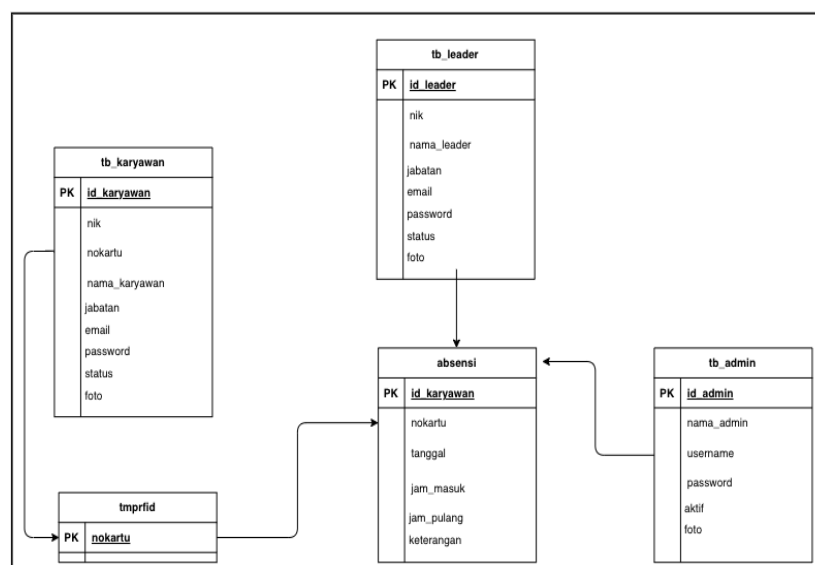 tb_leader
PK id_leader
nik
nama_leader
jabatan
email
password
status
foto
tb_karyawan
PK id_karyawan
nik
nokartu
nama_karyawan
jabatan
email
password
status
foto
absensi
PK id_karyawan
nokartu
tanggal
jam_masuk
jam_pulang
keterangan
tb_admin
PK id_admin
nama_admin
username
password
aktif
foto
tmprfid
PK nokartu